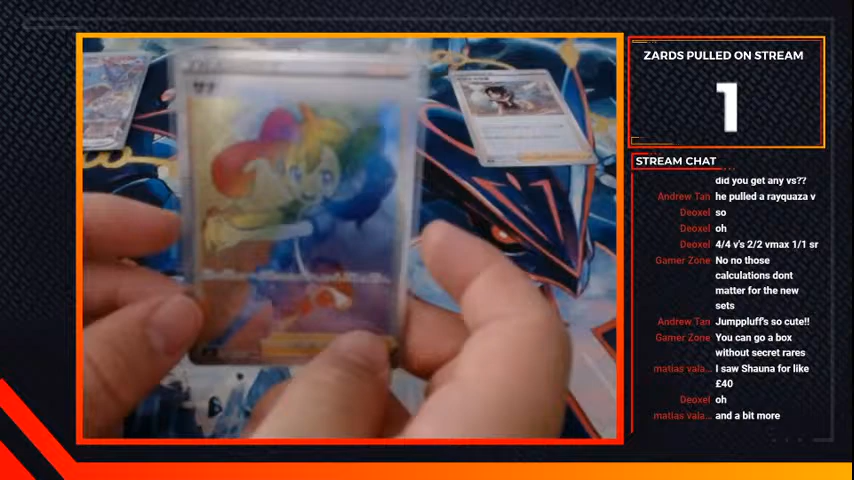 ZARDS PULLED ON STREAM
1
STREAM CHAT
did you get any vs??
Andrew Tan he pulled a rayquaza v
Deoxel so
Deoxel oh
Deoxel 4/4 v's 2/2 vmax 1/1 sr
Gamer Zone No no those
calculations dont
matter for the new
sets
Andrew Tan Jumppluff's so cute!!
Gamer Zone You can go a box
without secret rares
matias vala... I saw Shauna for like
£40
Deoxel oh
matias vala... and a bit more